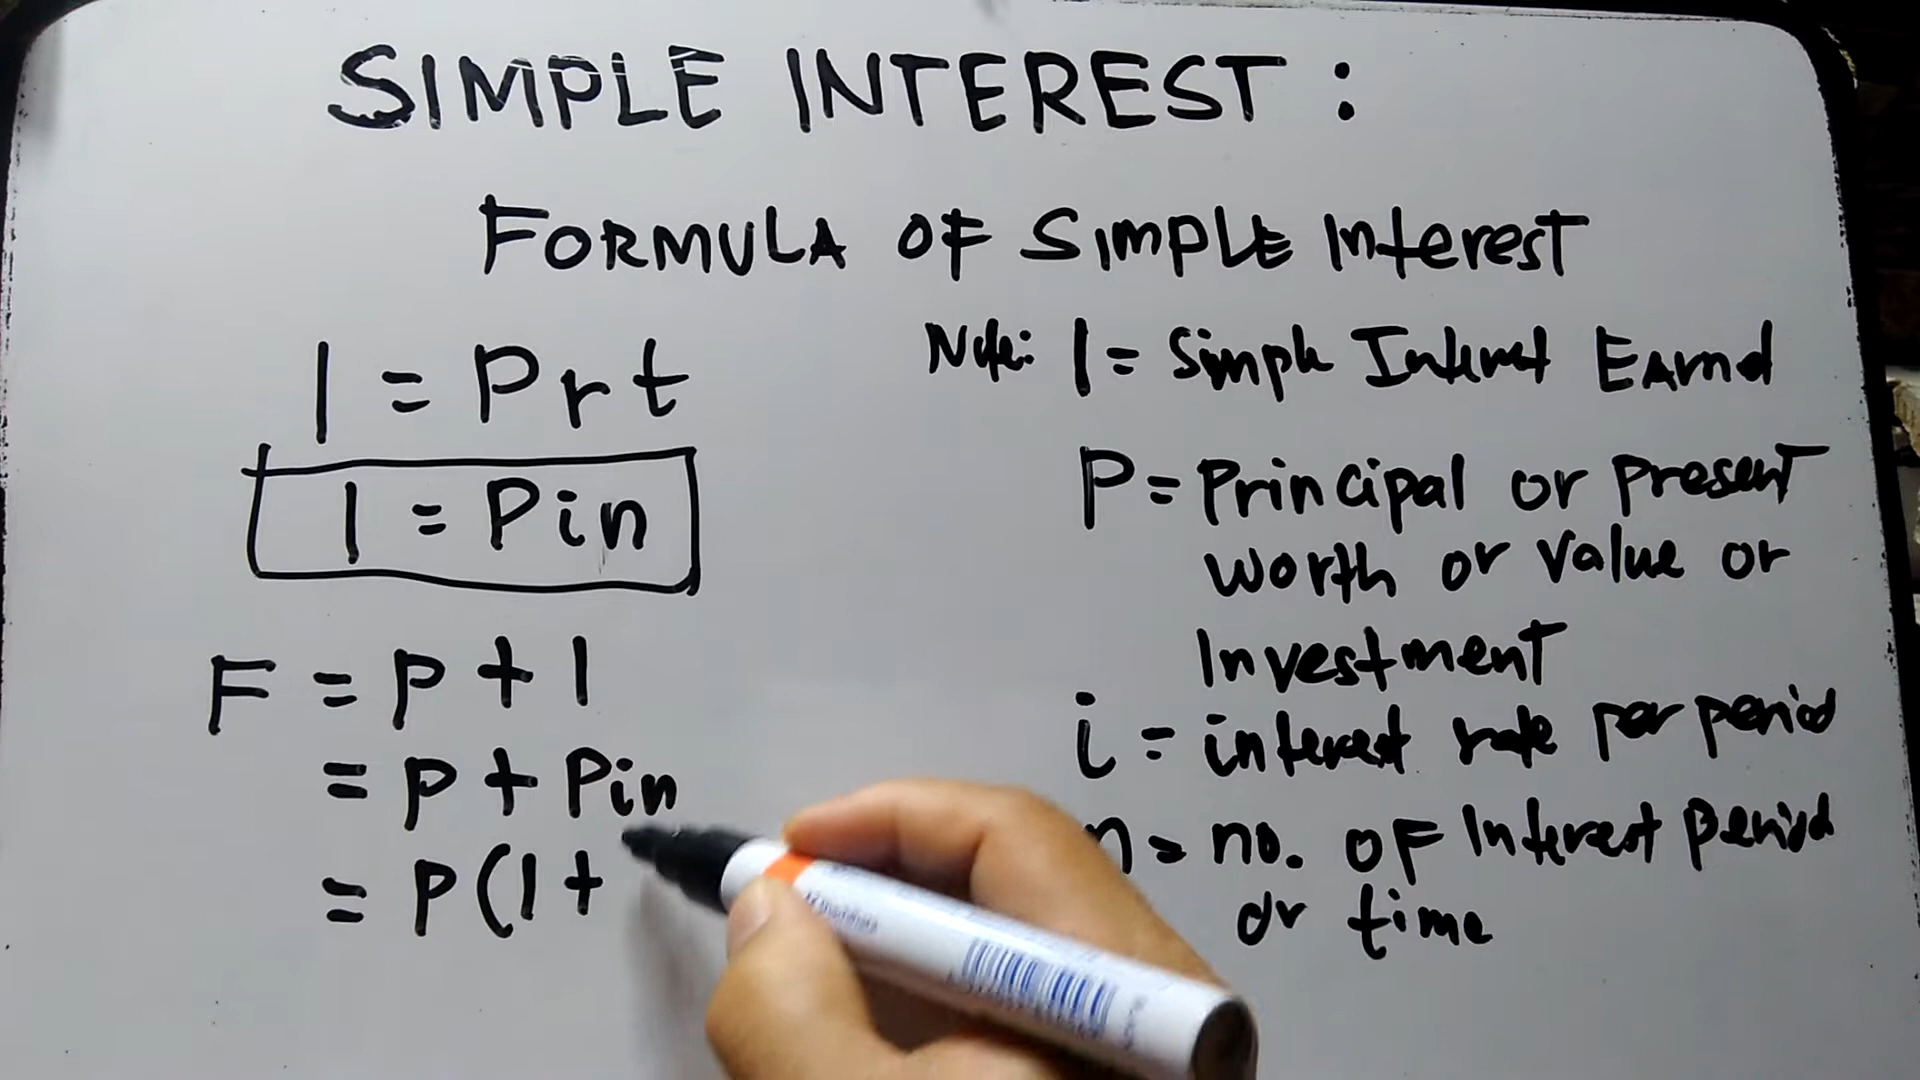 SIMPLE INTEREST :
FORMULA OF SIMPLE Interest
I = Prt
I = Pin
F = P + I
= P + Pin
= P(1 +
Note: I = Simple Interest EArned
P = Principal or present
worth or value or
Investment
i = interest rate per period
n = no. OF Interest period
or time